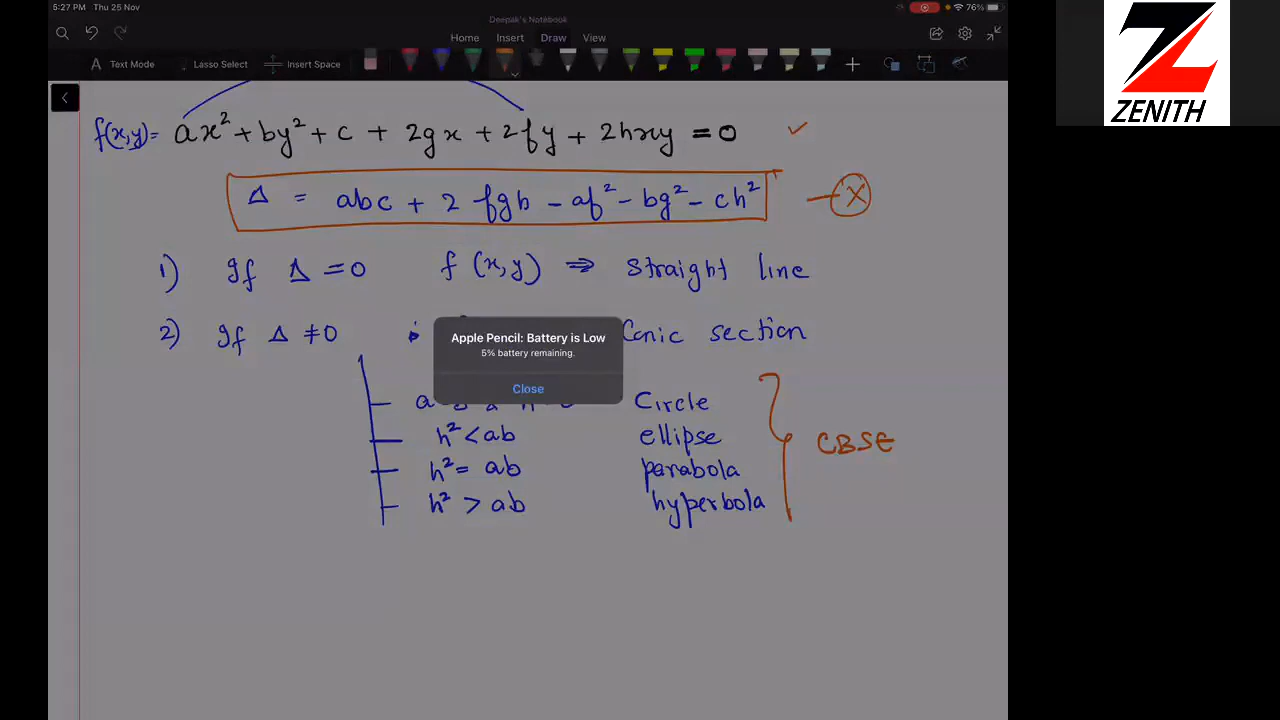 5:27 PM Thu 25 Nov
76%
Deepak's Notebook
Home Insert Draw View
Text Mode Lasso Select Insert Space
ZENITH
f(x,y)= ax² + by² + c + 2gx + 2fy + 2hxy = 0
Δ = abc + 2 fgh - af² - bg² - ch² - X
1) If Δ = 0 f (x,y) ⇒ straight line
2) If Δ ≠ 0 Conic section
Apple Pencil: Battery is Low
5% battery remaining.
Close
Circle
h² < ab ellipse
CBSE
h² = ab parabola
h² > ab hyperbola